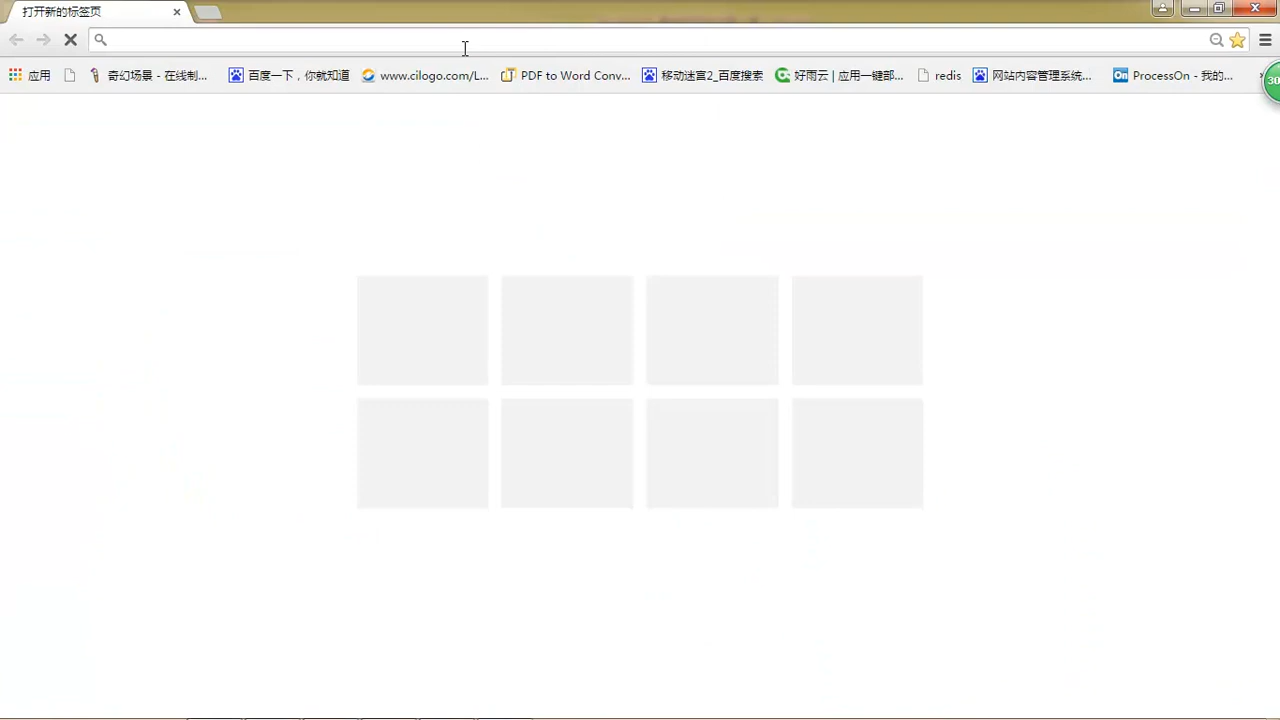 打开新的标签页
应用
奇幻场景 - 在线制...
百度一下，你就知道
www.cilogo.com/L...
PDF to Word Conv...
移动迷宫2_百度搜索
好雨云 | 应用一键部...
redis
网站内容管理系统...
On
ProcessOn - 我的...
30